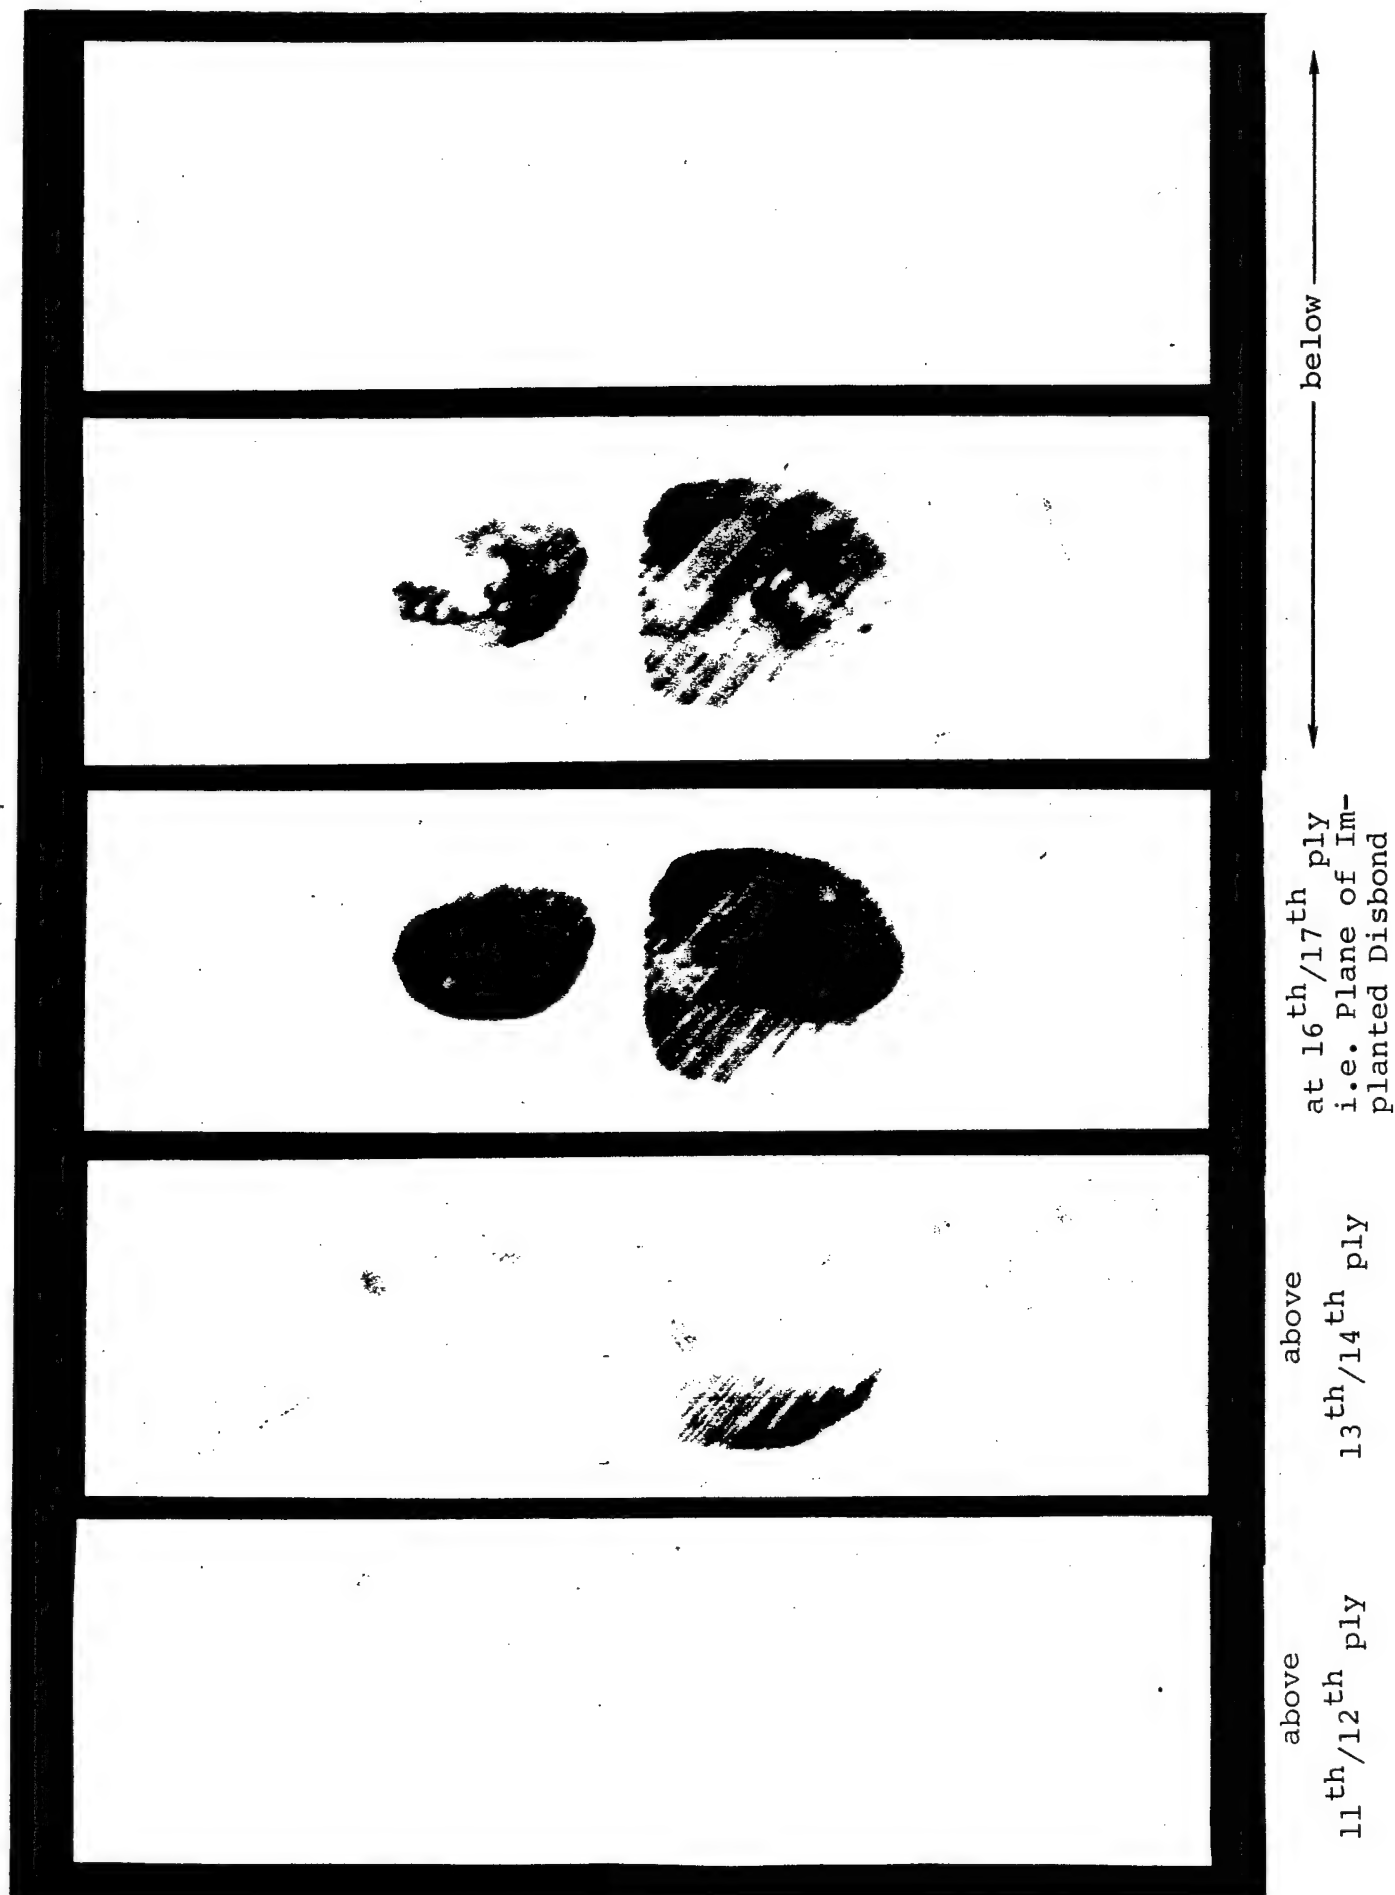 above
11th/12th ply
above
13th/14th ply
at 16th/17th ply
i.e. Plane of Im-
planted Disbond
below